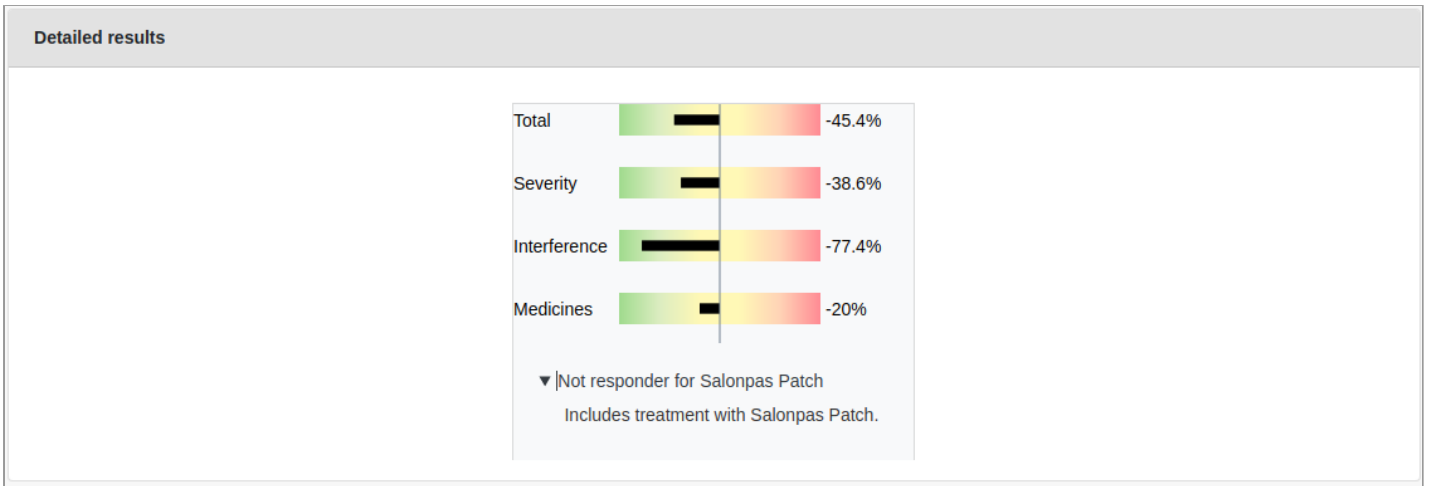 Detailed results
Total -45.4%
Severity -38.6%
Interference -77.4%
Medicines -20%
▼ Not responder for Salonpas Patch
Includes treatment with Salonpas Patch.